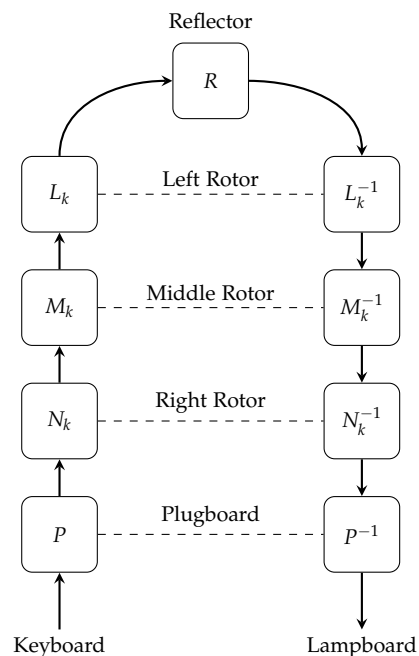 Reflector
R
L_k Left Rotor L_k^{-1}
M_k Middle Rotor M_k^{-1}
N_k Right Rotor N_k^{-1}
P Plugboard P^{-1}
Keyboard Lampboard